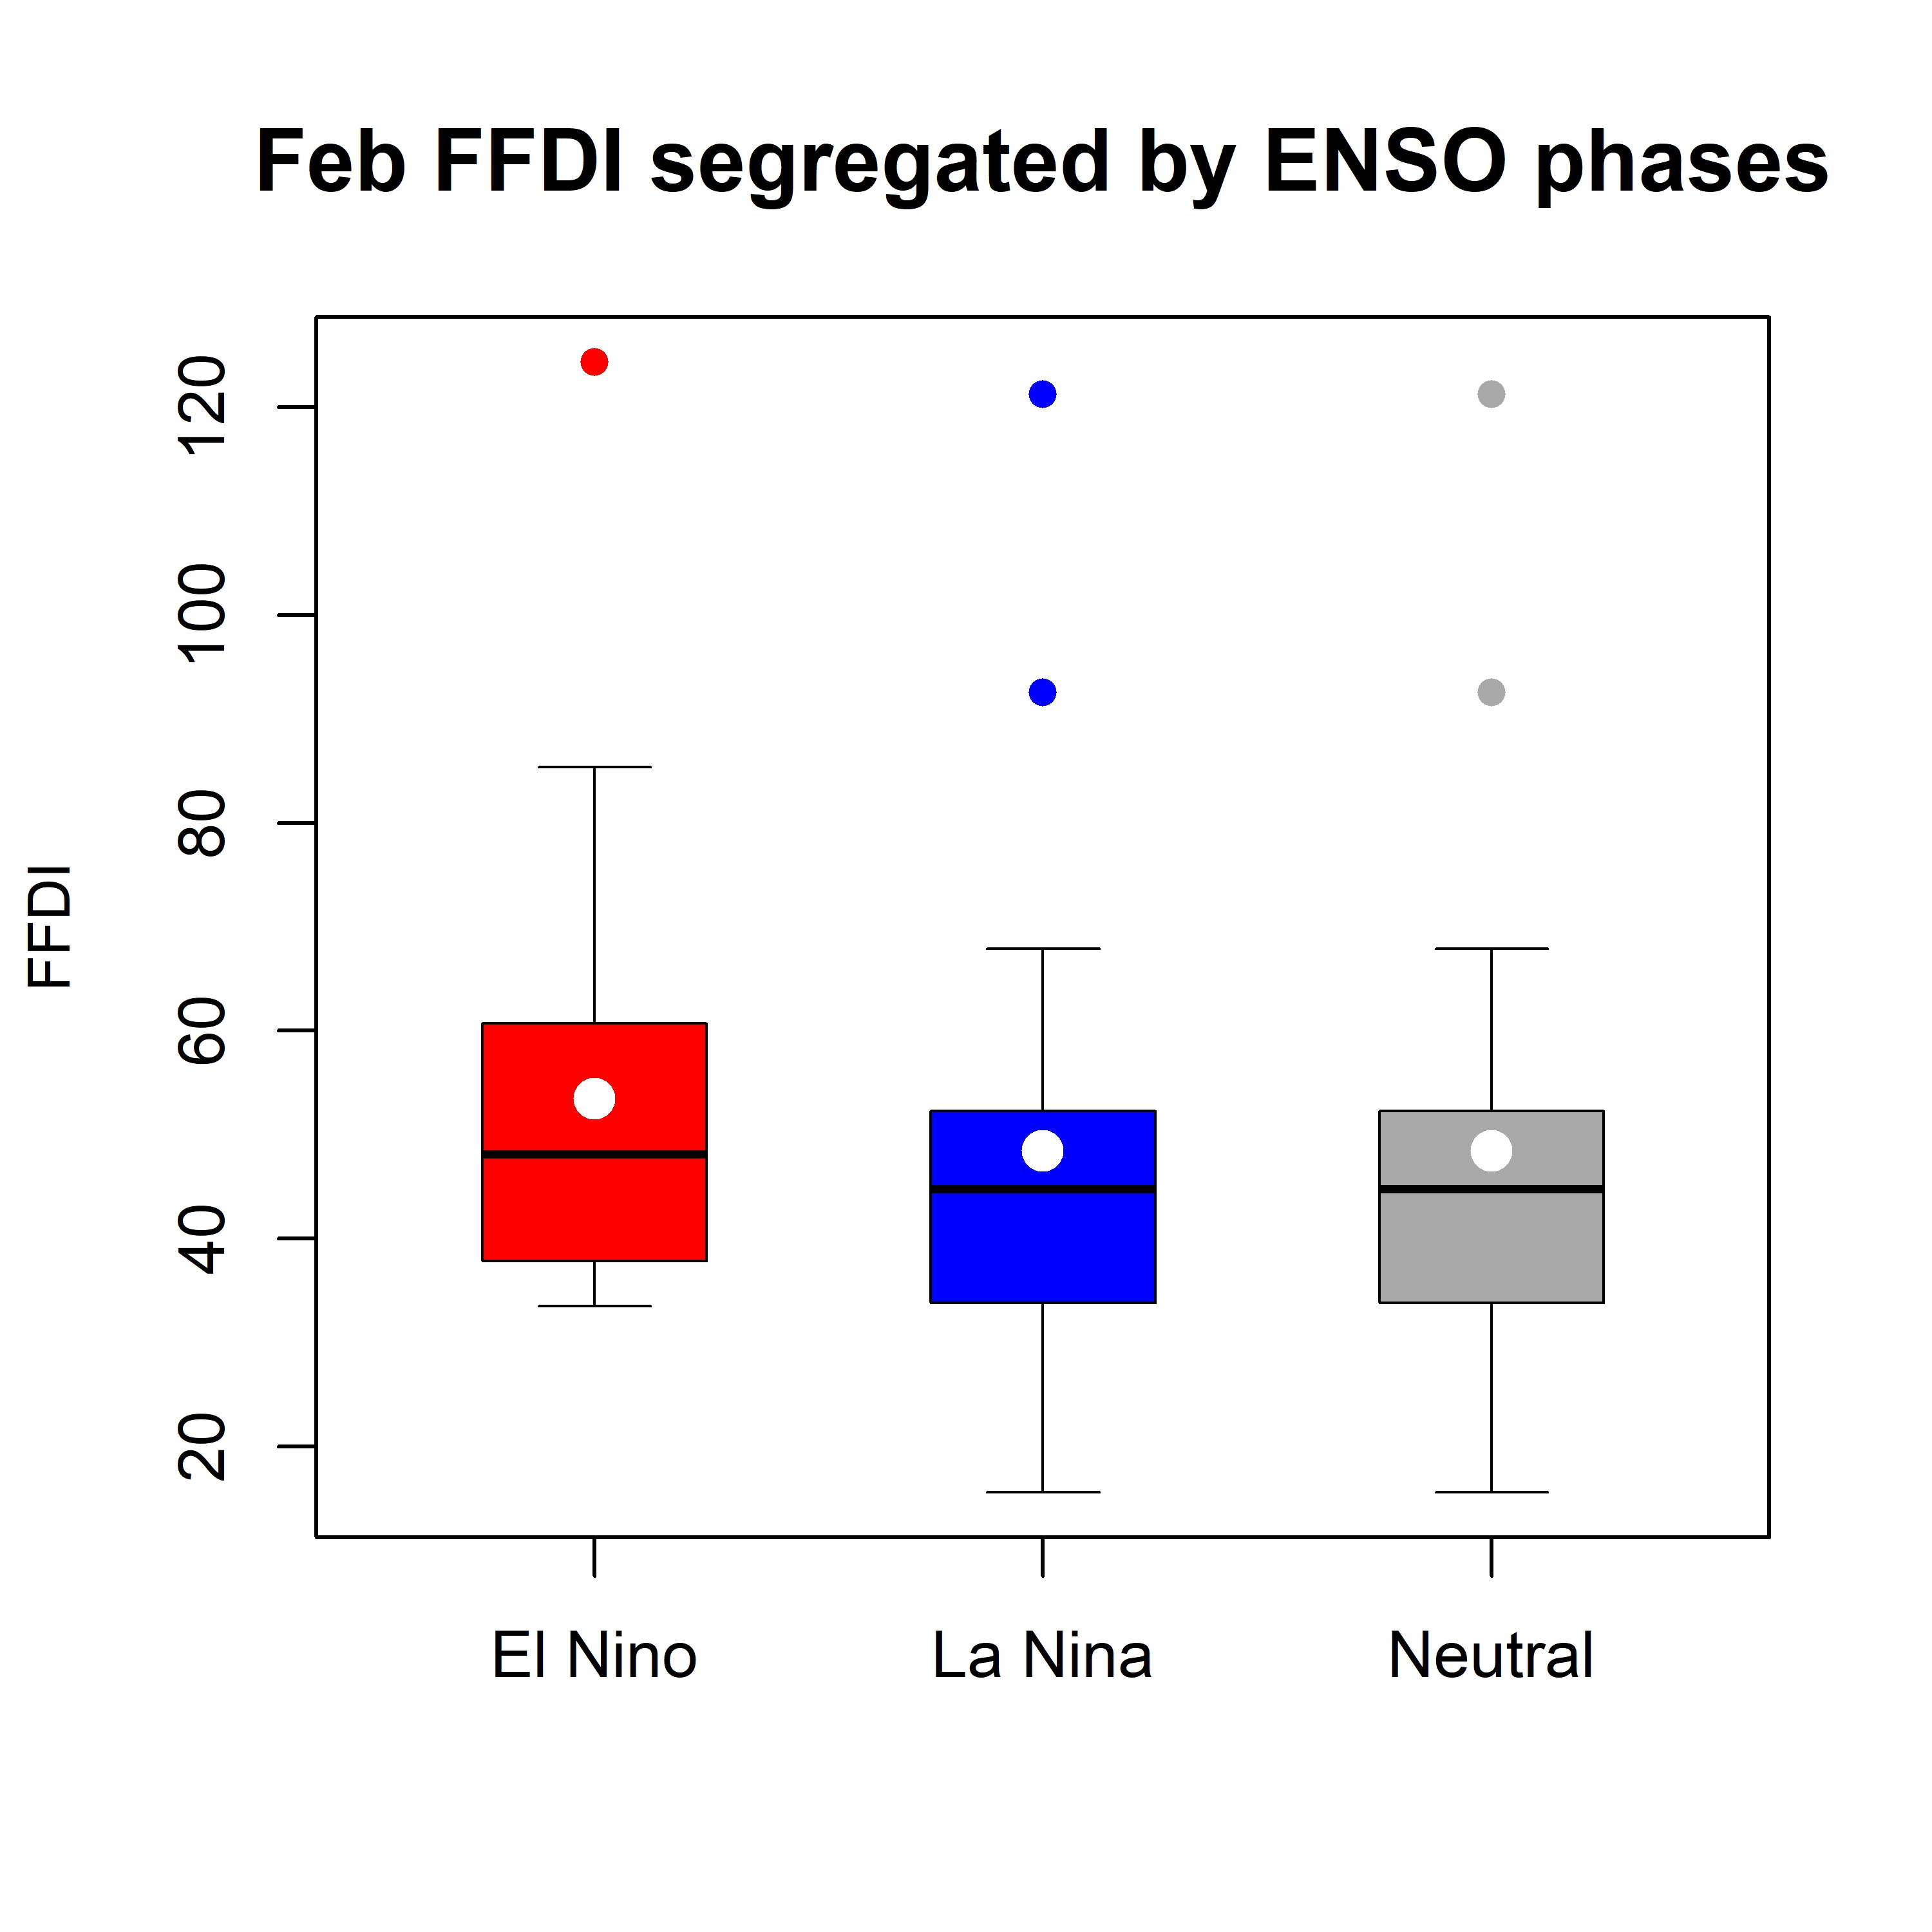 Feb FFDI segregated by ENSO phases
FFDI
120
100
80
60
40
20
El Nino
La Nina
Neutral